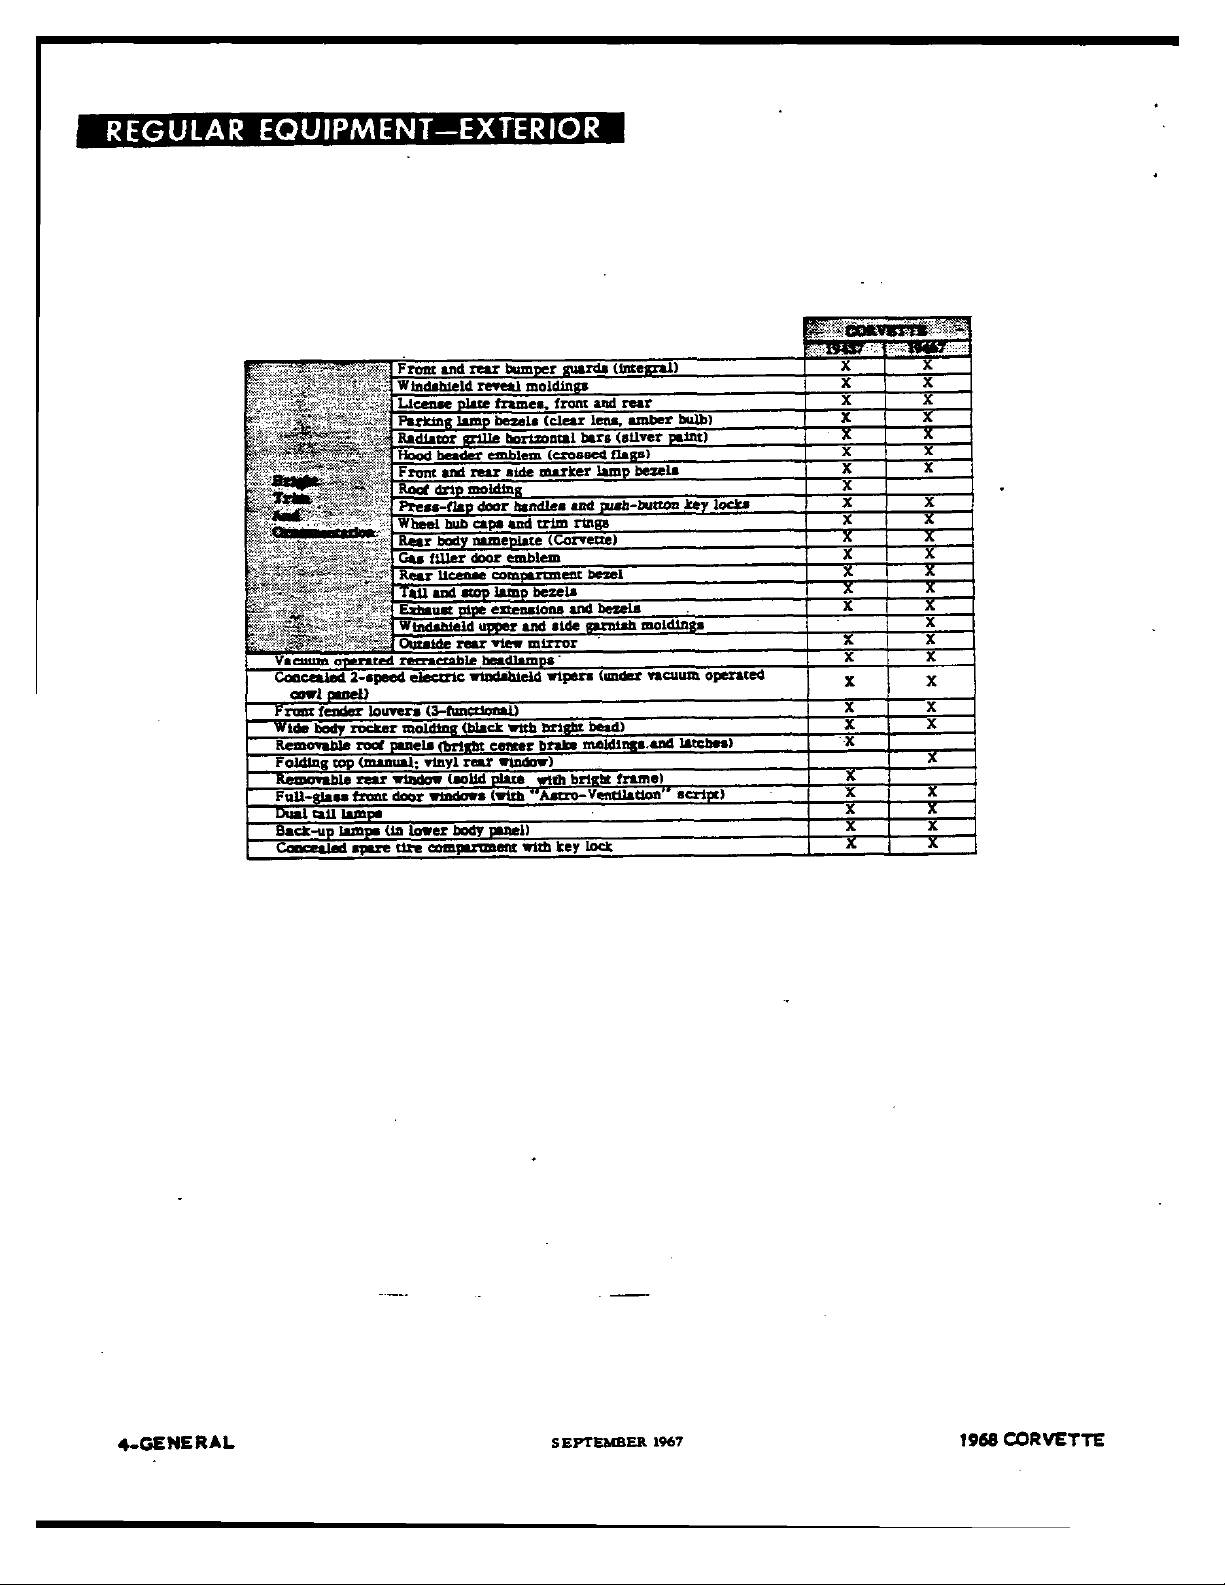 REGULAR EQUIPMENT—EXTERIOR
CORVETTE
19437 19467
Front and rear bumper guards (integral) X X
Windshield reveal moldings X X
License plate frames, front and rear X X
Parking lamp bezels (clear lens, amber bulb) X X
Radiator grille horizontal bars (silver paint) X X
Hood header emblem (crossed flags) X X
Front and rear side marker lamp bezels X X
Bright
Trim
And
Ornamentation
Roof drip molding X
Press-flap door handles and push-button key locks X X
Wheel hub caps and trim rings X X
Rear body nameplate (Corvette) X X
Gas filler door emblem X X
Rear license compartment bezel X X
Tail and stop lamp bezels X X
Exhaust pipe extensions and bezels X X
Windshield upper and side garnish moldings X
Outside rear view mirror X X
Vacuum operated retractable headlamps X X
Concealed 2-speed electric windshield wipers (under vacuum operated
cowl panel) X X
Front fender louvers (3-functional) X X
Wide body rocker molding (black with bright bead) X X
Removable roof panels (bright center brake moldings.and latches) X
Folding top (manual; vinyl rear window) X
Removable rear window (solid plate with bright frame) X
Full-glass front door windows (with "Astro-Ventilation" script) X X
Dual tail lamps X X
Back-up lamps (in lower body panel) X X
Concealed spare tire compartment with key lock X X
4-GENERAL
SEPTEMBER 1967
1968 CORVETTE